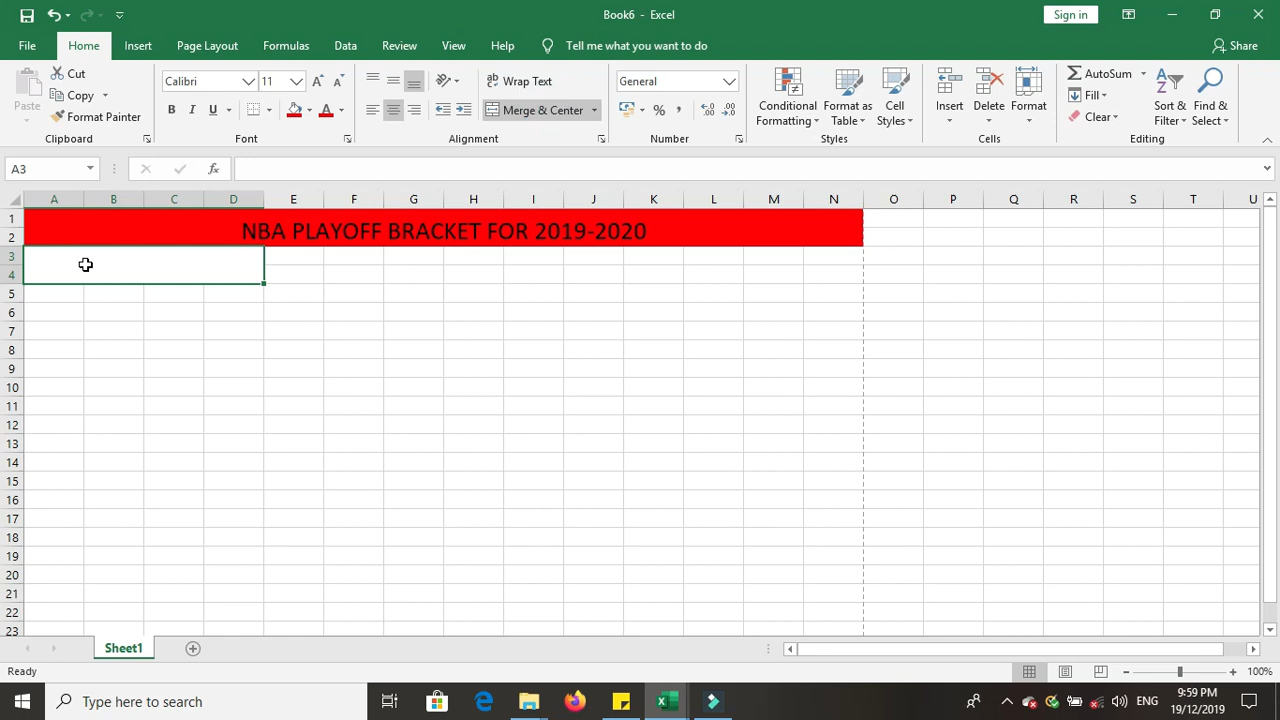 Book6 - Excel
Sign in
File Home Insert Page Layout Formulas Data Review View Help Tell me what you want to do Share
Paste
Cut
Copy
Format Painter
Clipboard
Calibri 11
B I U
Font
Wrap Text
Merge & Center
Alignment
General
Number
Conditional Formatting
Format as Table
Cell Styles
Styles
Insert
Delete
Format
Cells
AutoSum
Fill
Clear
Sort & Filter
Find & Select
Editing
A3
fx
A B C D E F G H I J K L M N O P Q R S T U
1
NBA PLAYOFF BRACKET FOR 2019-2020
2
3
4
5
6
7
8
9
10
11
12
13
14
15
16
17
18
19
20
21
22
23
Sheet1
Ready
100%
Type here to search
ENG
9:59 PM
19/12/2019